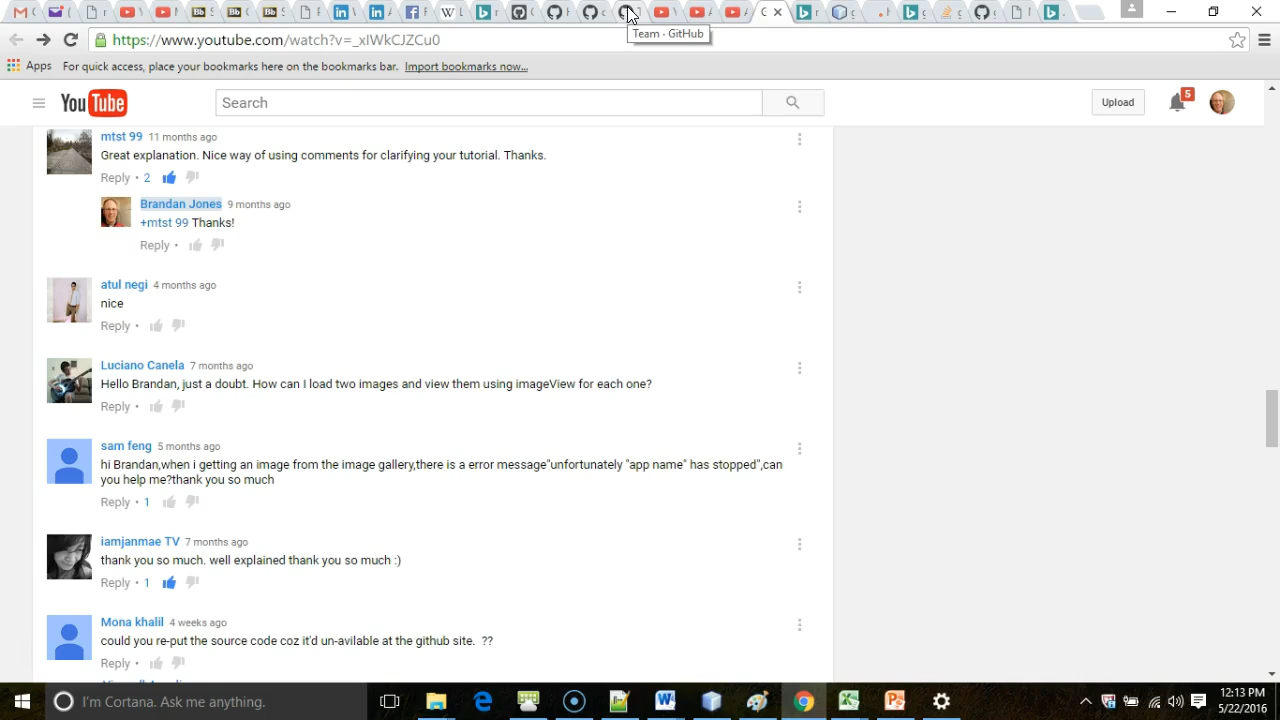 https://www.youtube.com/watch?v=_xIWkCJZCu0
Team - GitHub
Apps For quick access, place your bookmarks here on the bookmarks bar. Import bookmarks now...
YouTube
Search
Upload
5
mtst 99 11 months ago
Great explanation. Nice way of using comments for clarifying your tutorial. Thanks.
Reply • 2
Brandan Jones 9 months ago
+mtst 99 Thanks!
Reply •
atul negi 4 months ago
nice
Reply •
Luciano Canela 7 months ago
Hello Brandan, just a doubt. How can I load two images and view them using imageView for each one?
Reply •
sam feng 5 months ago
hi Brandan,when i getting an image from the image gallery,there is a error message"unfortunately "app name" has stopped",can
you help me?thank you so much
Reply • 1
iamjanmae TV 7 months ago
thank you so much. well explained thank you so much :)
Reply • 1
Mona khalil 4 weeks ago
could you re-put the source code coz it'd un-avilable at the github site. ??
Reply •
I'm Cortana. Ask me anything.
12:13 PM
5/22/2016